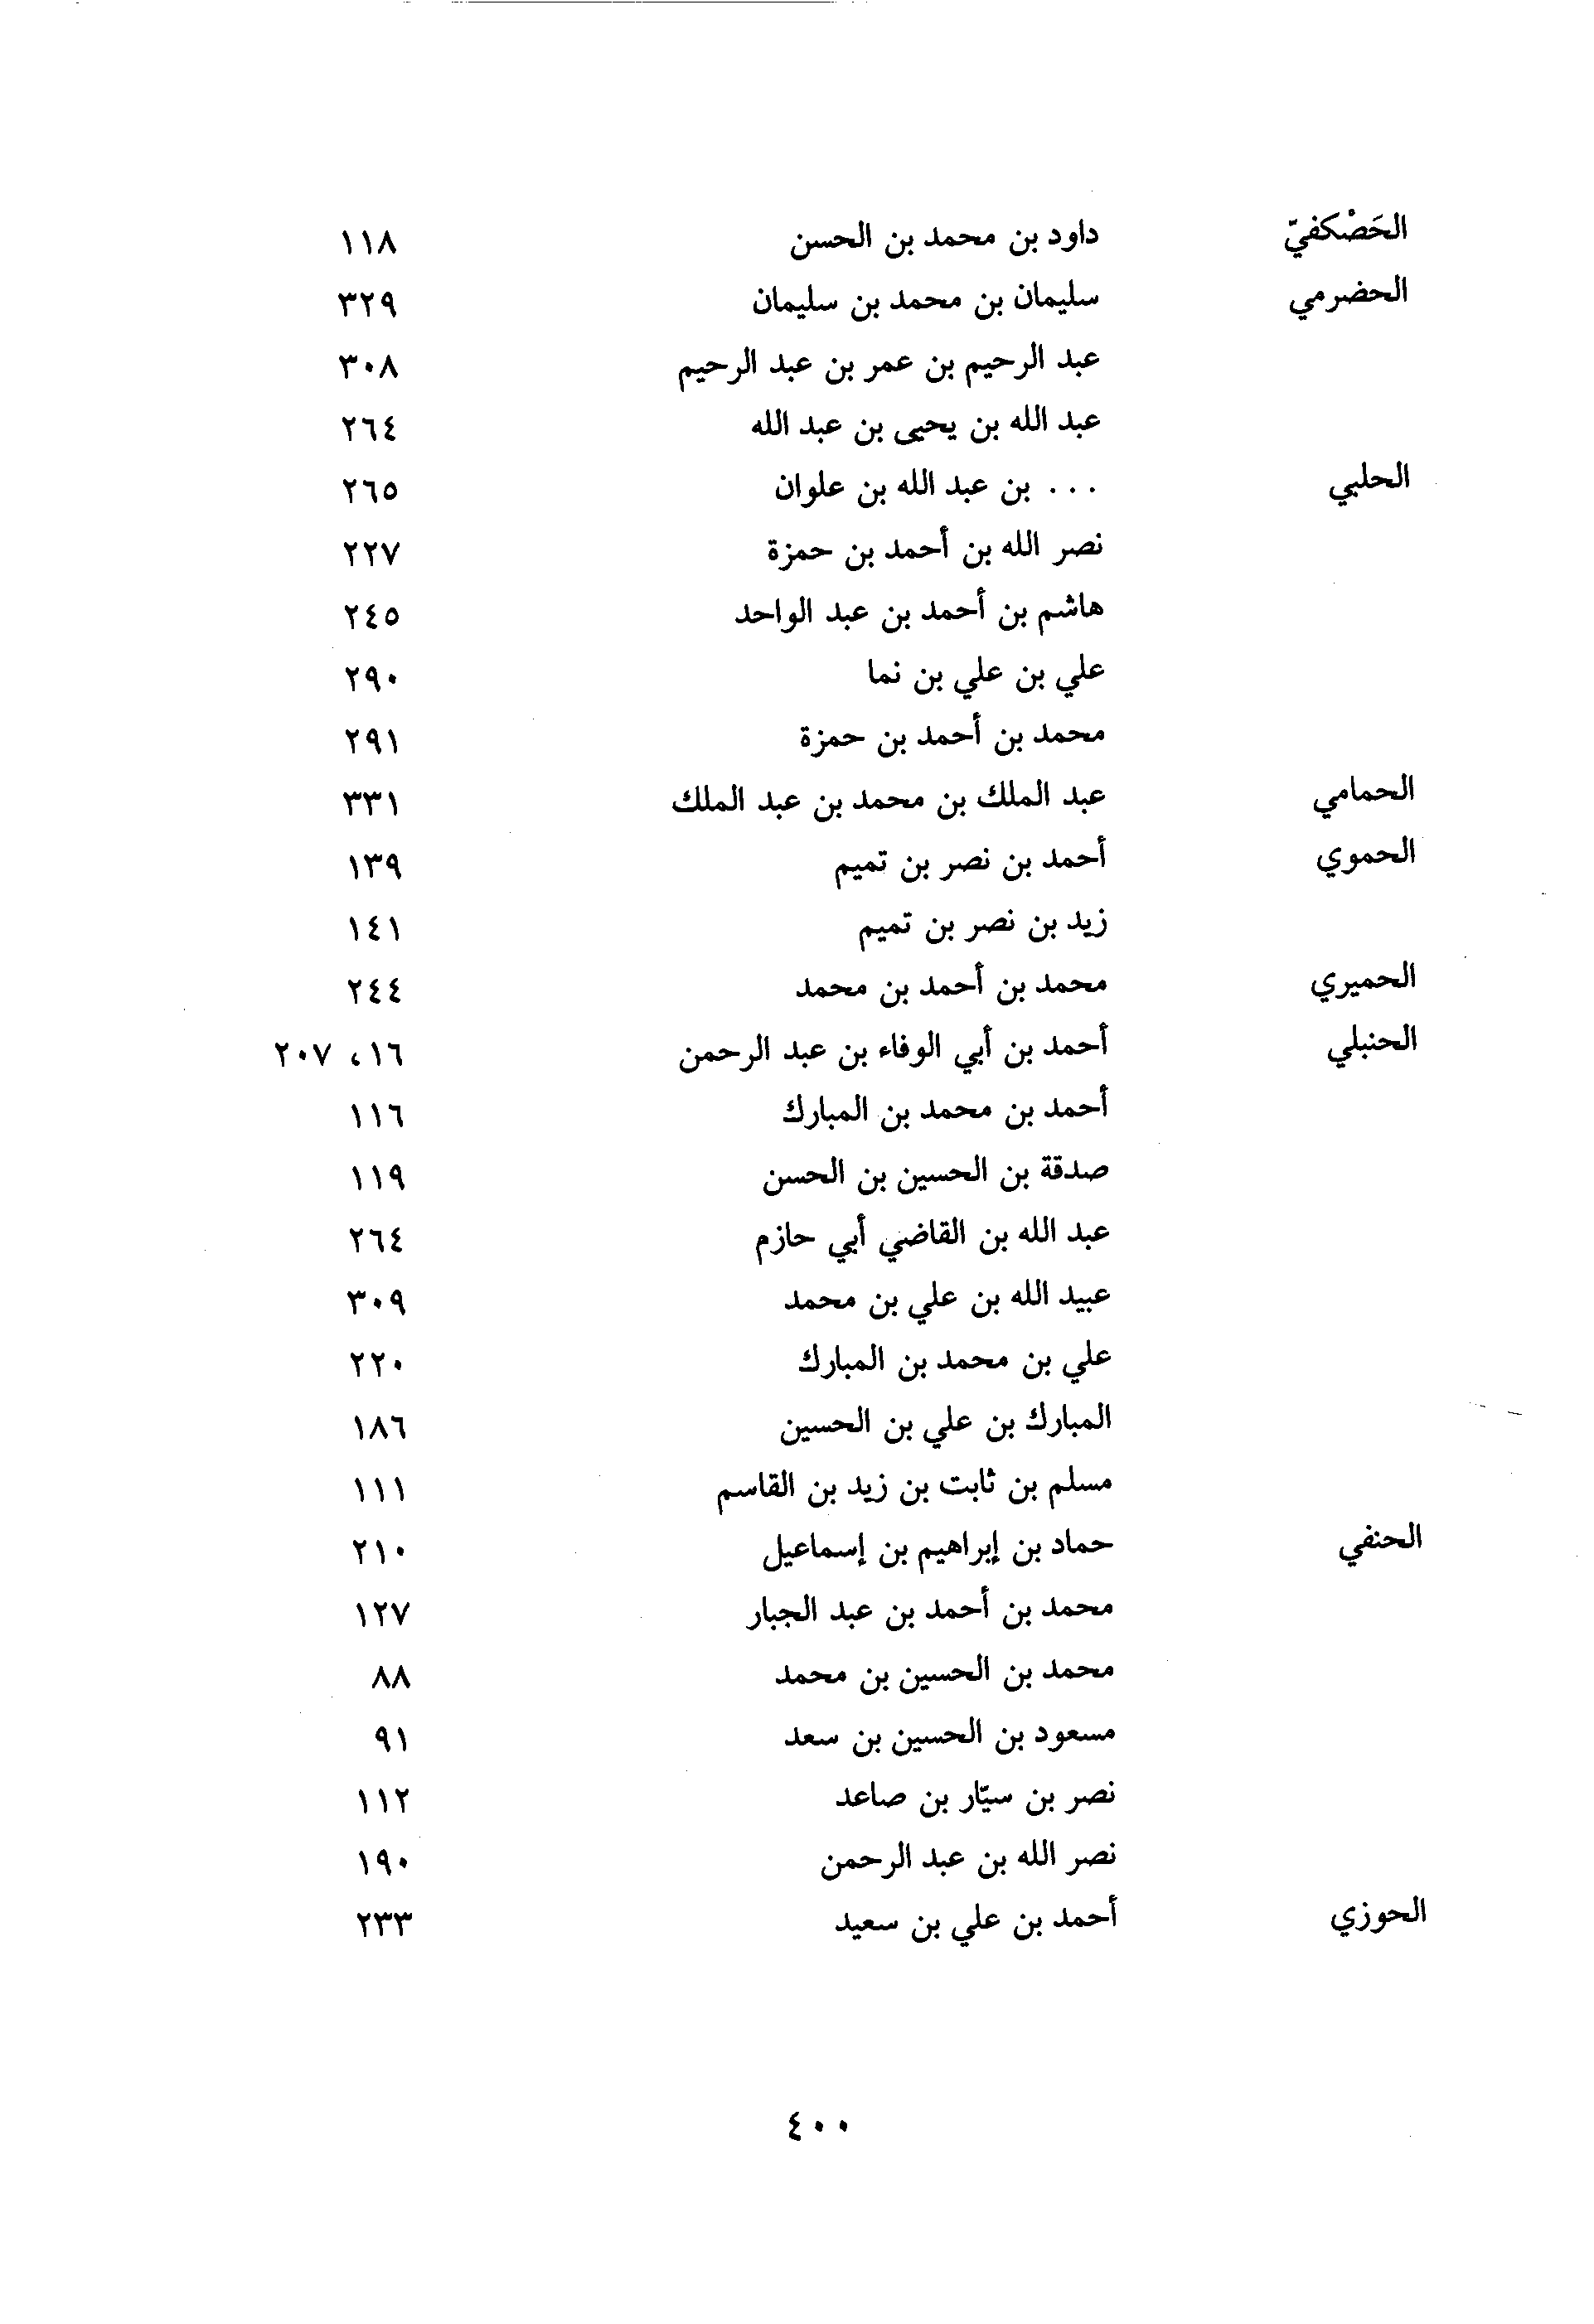 الحَصْكفيّ داود بن محمد بن الحسن ١١٨
الحضرمي سليمان بن محمد بن سليمان ٣٢٩
عبد الرحيم بن عمر بن عبد الرحيم ٣٠٨
عبد الله بن يحيى بن عبد الله ٢٦٤
الحلبي ... بن عبد الله بن علوان ٢٦٥
نصر الله بن أحمد بن حمزة ٢٢٧
هاشم بن أحمد بن عبد الواحد ٢٤٥
علي بن علي بن نما ٢٩٠
محمد بن أحمد بن حمزة ٢٩١
الحمامي عبد الملك بن محمد بن عبد الملك ٣٣١
الحموي أحمد بن نصر بن تميم ١٣٩
زيد بن نصر بن تميم ١٤١
الحميري محمد بن أحمد بن محمد ٢٤٤
الحنبلي أحمد بن أبي الوفاء بن عبد الرحمن ١٦، ٢٠٧
أحمد بن محمد بن المبارك ١١٦
صدقة بن الحسين بن الحسن ١١٩
عبد الله بن القاضي أبي حازم ٢٦٤
عبيد الله بن علي بن محمد ٣٠٩
علي بن محمد بن المبارك ٢٢٠
المبارك بن علي بن الحسين ١٨٦
مسلم بن ثابت بن زيد بن القاسم ١١١
الحنفي حماد بن إبراهيم بن إسماعيل ٢١٠
محمد بن أحمد بن عبد الجبار ١٢٧
محمد بن الحسين بن محمد ٨٨
مسعود بن الحسين بن سعد ٩١
نصر بن سيّار بن صاعد ١١٢
نصر الله بن عبد الرحمن ١٩٠
الحوزي أحمد بن علي بن سعيد ٢٣٣
٤٠٠